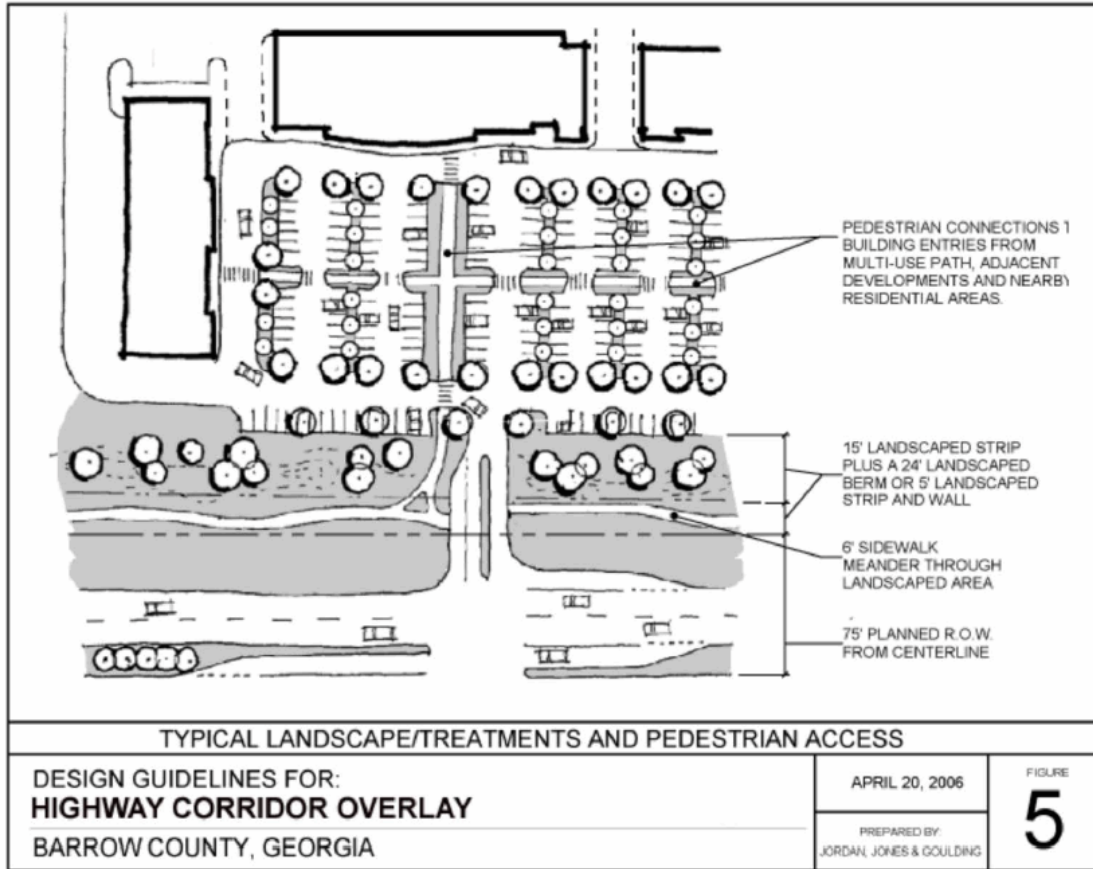 PEDESTRIAN CONNECTIONS T
BUILDING ENTRIES FROM
MULTI-USE PATH, ADJACENT
DEVELOPMENTS AND NEARBY
RESIDENTIAL AREAS.
15' LANDSCAPED STRIP
PLUS A 24' LANDSCAPED
BERM OR 5' LANDSCAPED
STRIP AND WALL
6' SIDEWALK
MEANDER THROUGH
LANDSCAPED AREA
75' PLANNED R.O.W.
FROM CENTERLINE
TYPICAL LANDSCAPE/TREATMENTS AND PEDESTRIAN ACCESS
DESIGN GUIDELINES FOR:
HIGHWAY CORRIDOR OVERLAY
BARROW COUNTY, GEORGIA
APRIL 20, 2006
PREPARED BY:
JORDAN, JONES & GOULDING
FIGURE
5